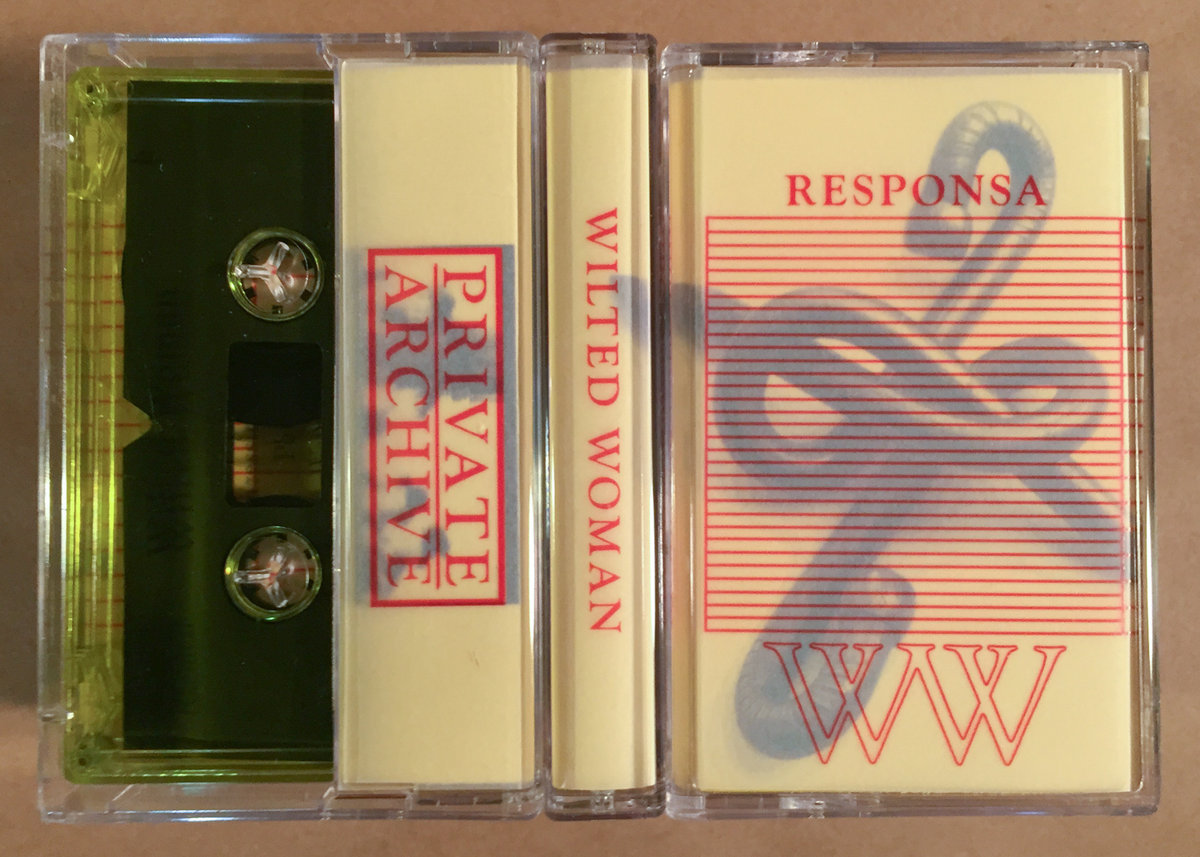 PRIVATE
ARCHIVE
WILTED WOMAN
RESPONSA
WW